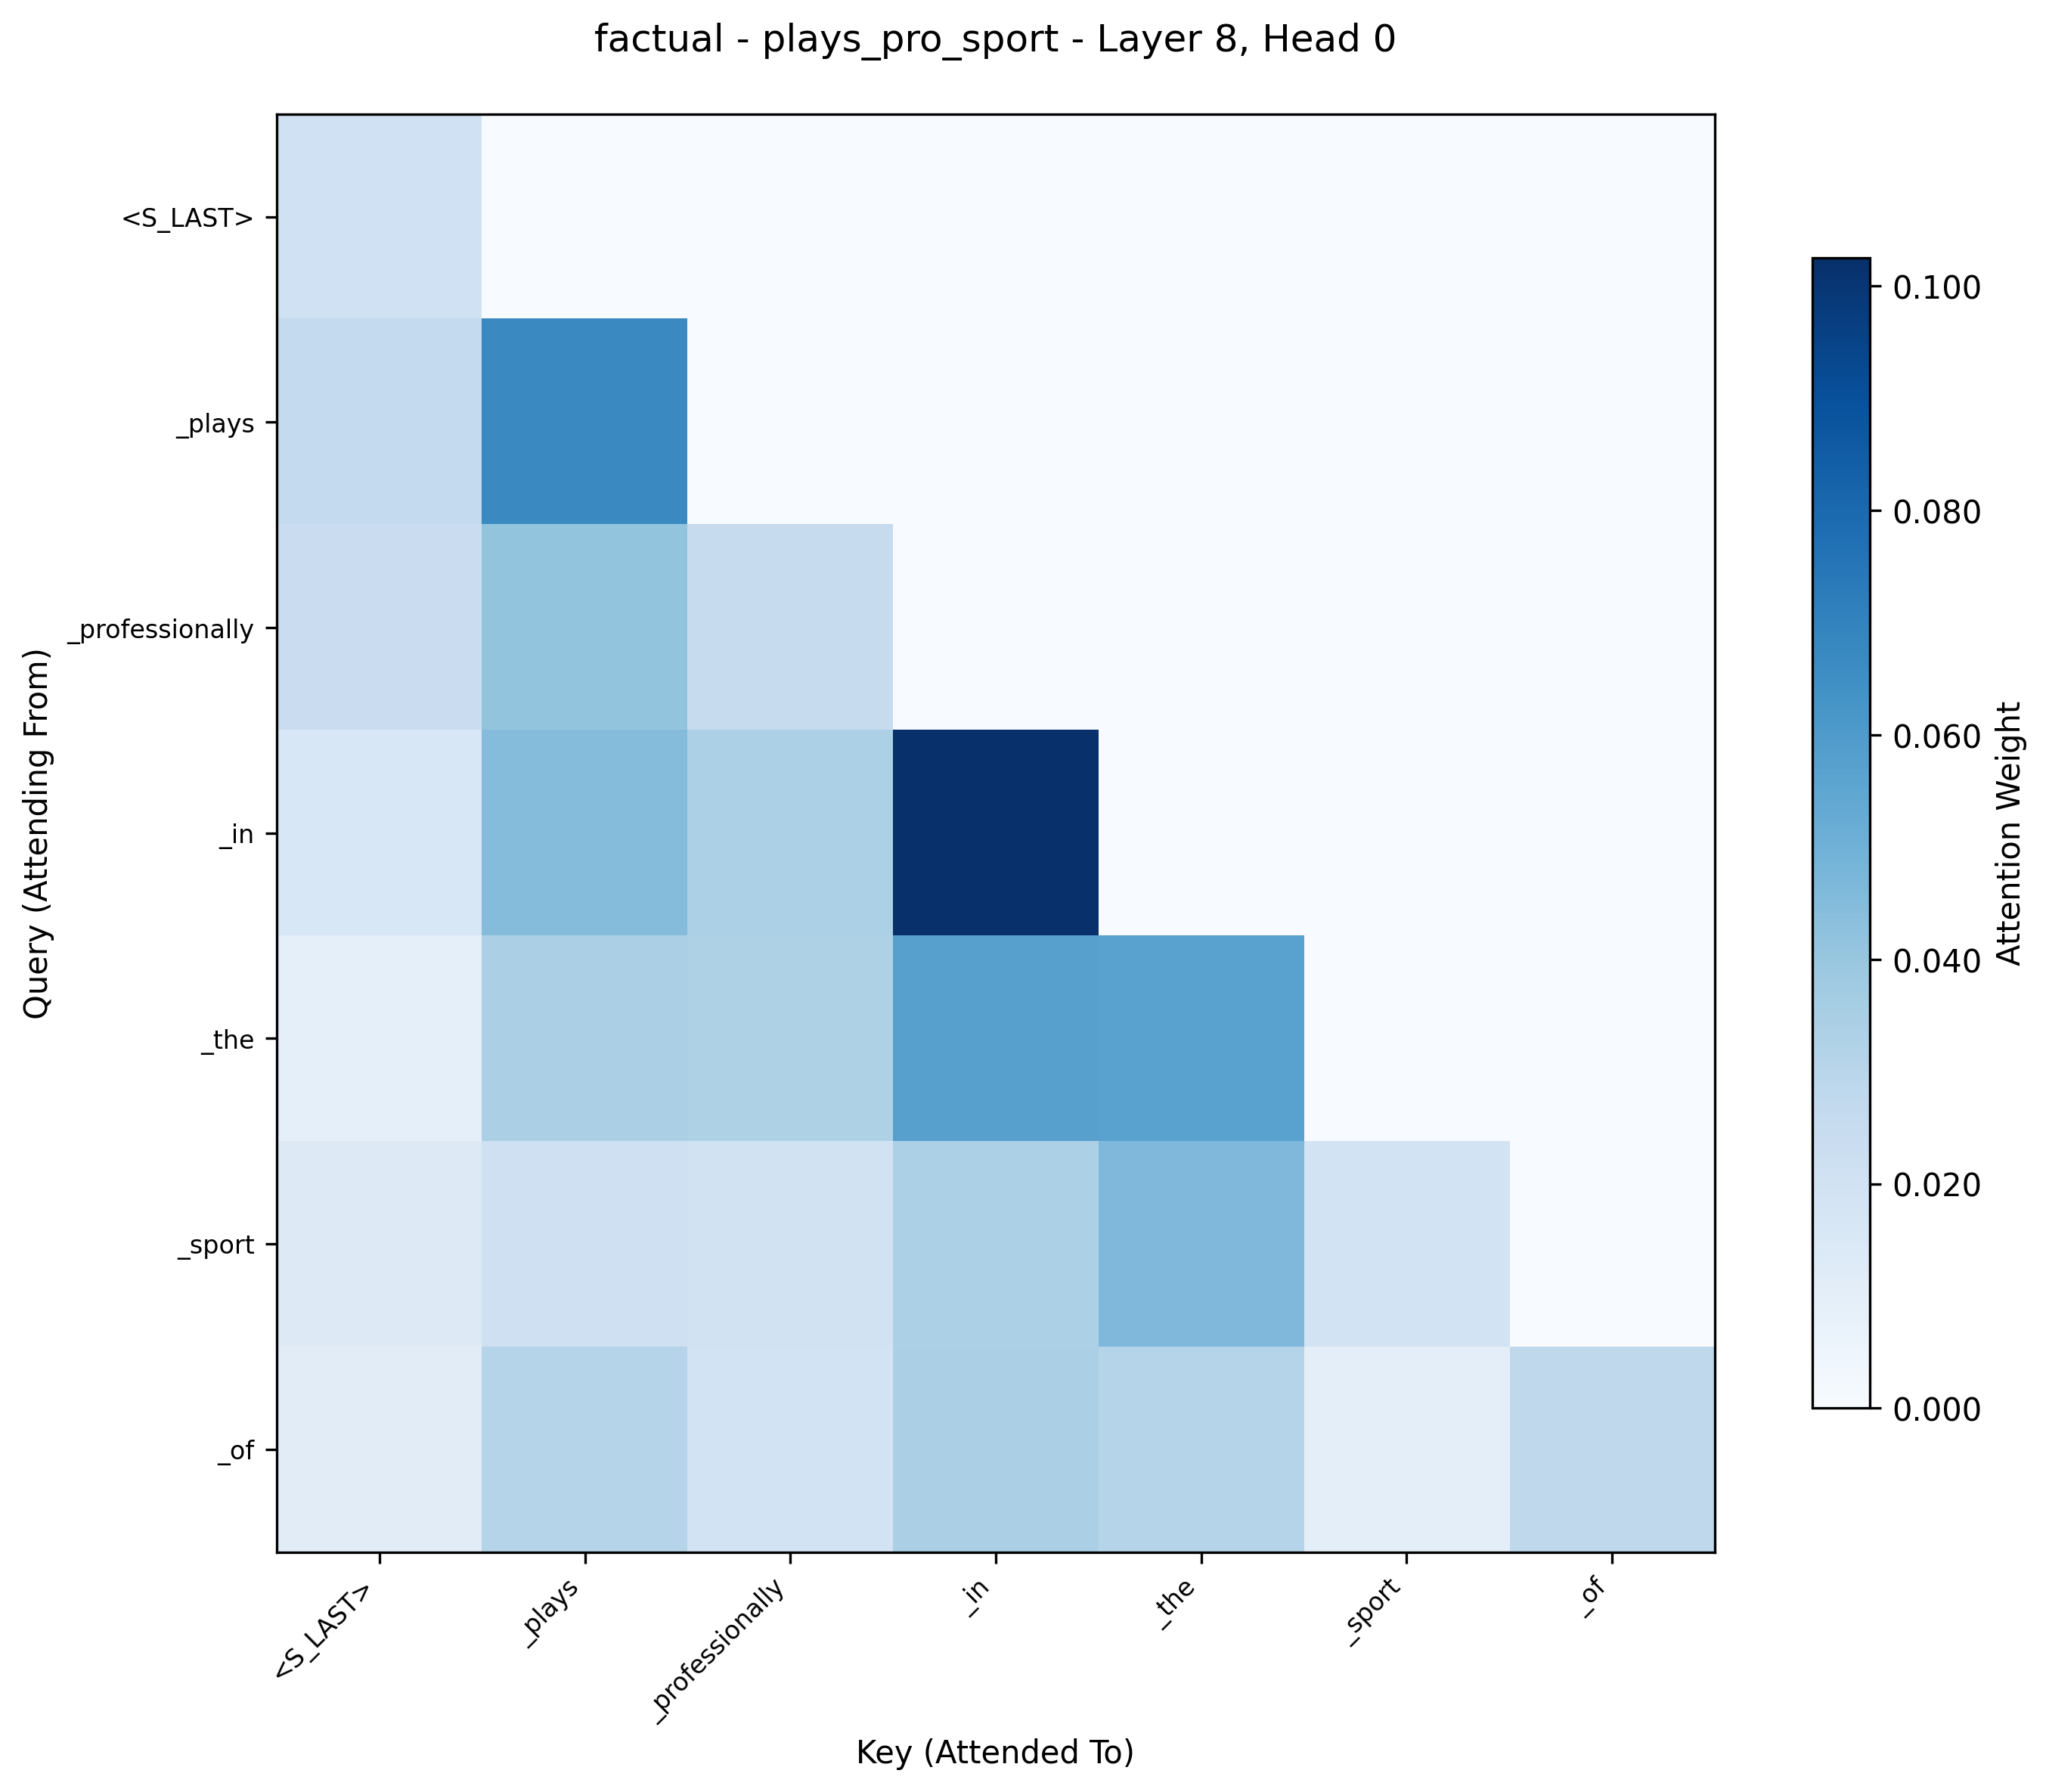 factual - plays_pro_sport - Layer 8, Head 0
<S_LAST>
_plays
_professionally
_in
_the
_sport
_of
Query (Attending From)
<S_LAST>
_plays
_professionally
_in
_the
_sport
_of
Key (Attended To)
0.100
0.080
0.060
0.040
0.020
0.000
Attention Weight